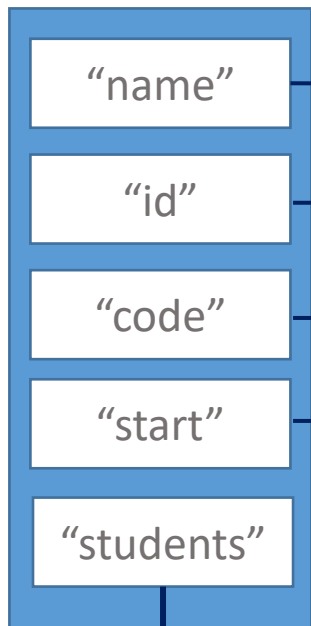 “name”
“id”
“code”
“start”
“students”